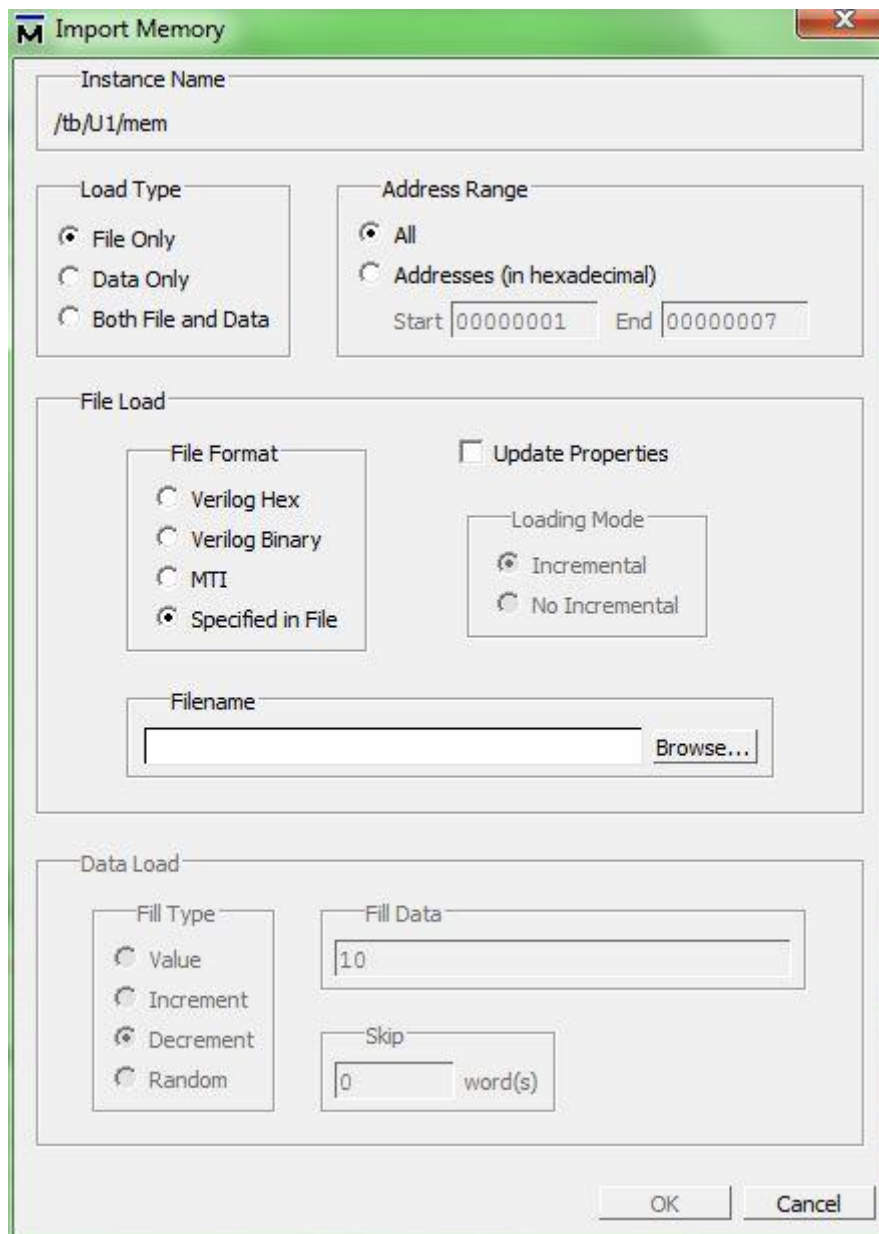 M Import Memory
Instance Name
/tb/U1/mem
Load Type
File Only
Data Only
Both File and Data
Address Range
All
Addresses (in hexadecimal)
Start 00000001 End 00000007
File Load
File Format
Verilog Hex
Verilog Binary
MTI
Specified in File
Update Properties
Loading Mode
Incremental
No Incremental
Filename
Browse...
Data Load
Fill Type
Value
Increment
Decrement
Random
Fill Data
10
Skip
0 word(s)
OK Cancel